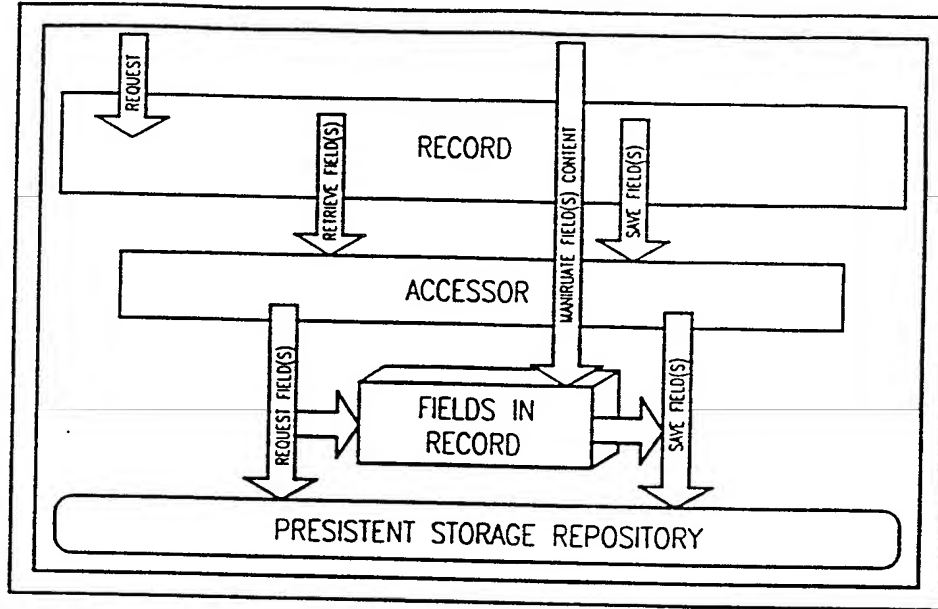 REQUEST
RECORD
RETRIEVE FIELD(S)
MANIRUATE FIELD(S) CONTENT
SAVE FIELD(S)
ACCESSOR
REQUEST FIELD(S)
FIELDS IN
RECORD
SAVE FIELD(S)
PRESISTENT STORAGE REPOSITORY